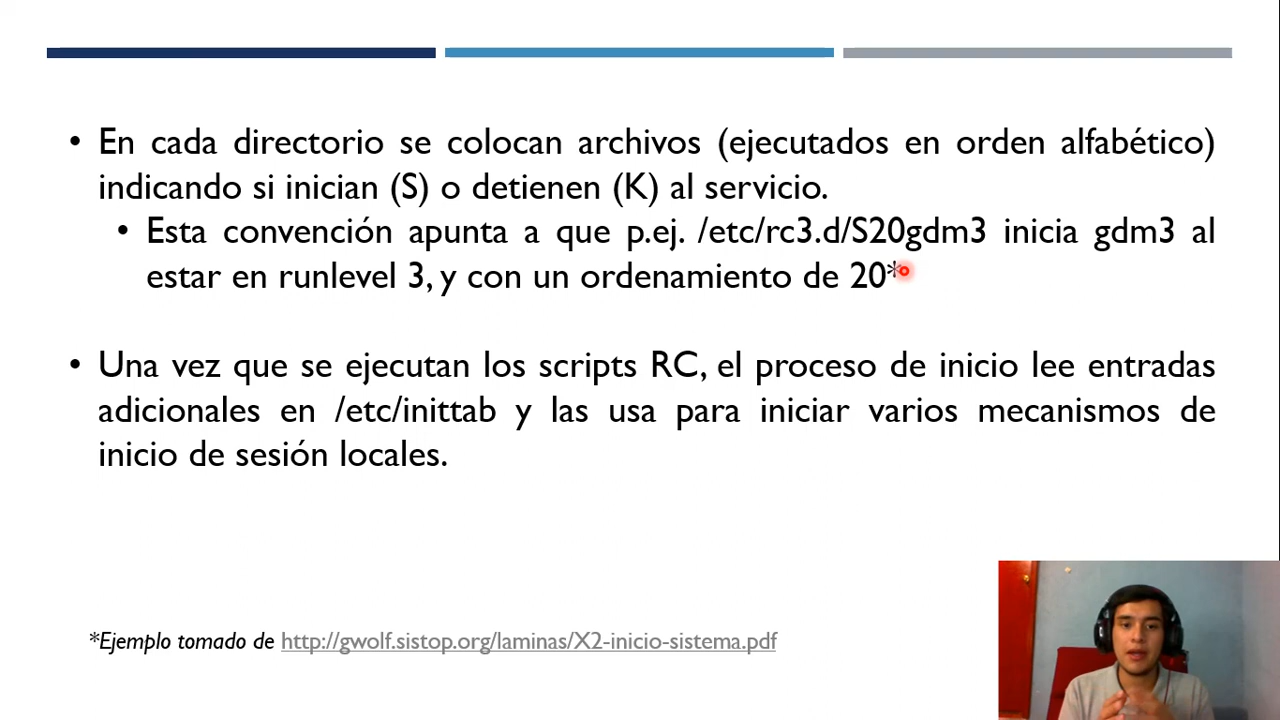 • En cada directorio se colocan archivos (ejecutados en orden alfabético)
indicando si inician (S) o detienen (K) al servicio.
• Esta convención apunta a que p.ej. /etc/rc3.d/S20gdm3 inicia gdm3 al
estar en runlevel 3, y con un ordenamiento de 20*
• Una vez que se ejecutan los scripts RC, el proceso de inicio lee entradas
adicionales en /etc/inittab y las usa para iniciar varios mecanismos de
inicio de sesión locales.
*Ejemplo tomado de http://gwolf.sistop.org/laminas/X2-inicio-sistema.pdf